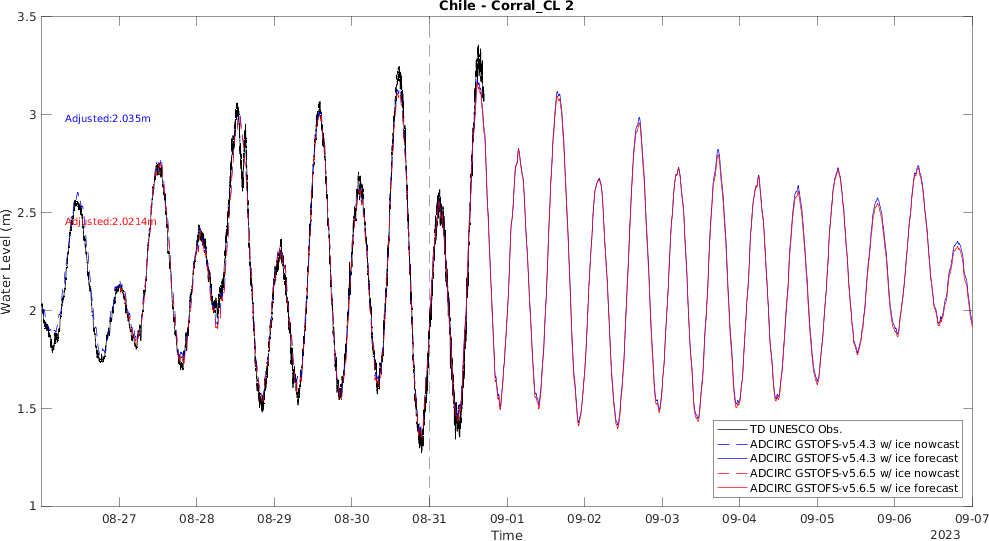 Chile - Corral_CL 2
3.5
3
2.5
2
1.5
1
Water Level (m)
Adjusted:2.035m
Adjusted:2.0214m
TD UNESCO Obs.
ADCIRC GSTOFS-v5.4.3 w/ ice nowcast
ADCIRC GSTOFS-v5.4.3 w/ ice forecast
ADCIRC GSTOFS-v5.6.5 w/ ice nowcast
ADCIRC GSTOFS-v5.6.5 w/ ice forecast
08-27 08-28 08-29 08-30 08-31 09-01 09-02 09-03 09-04 09-05 09-06 09-07
Time
2023